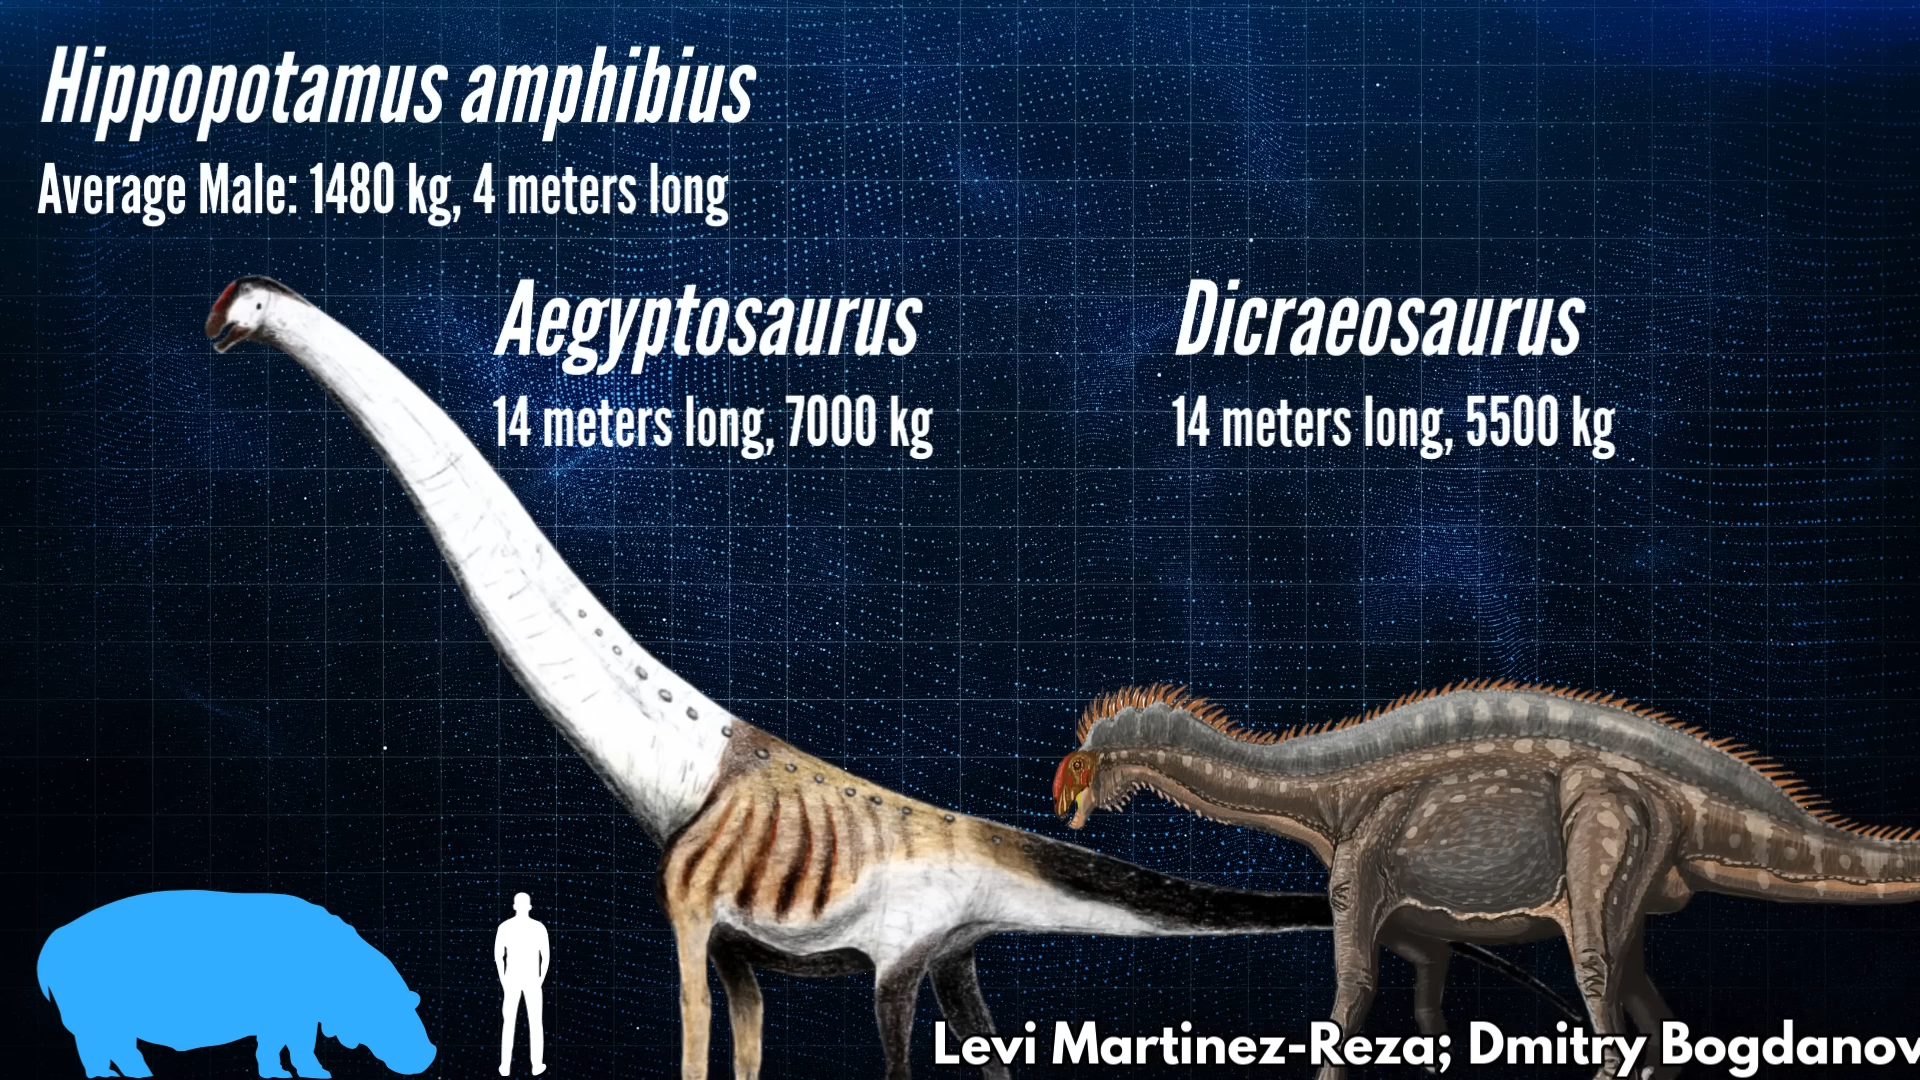 Hippopotamus amphibius
Average Male: 1480 kg, 4 meters long
Aegyptosaurus
14 meters long, 7000 kg
Dicraeosaurus
14 meters long, 5500 kg
Levi Martinez-Reza; Dmitry Bogdanov